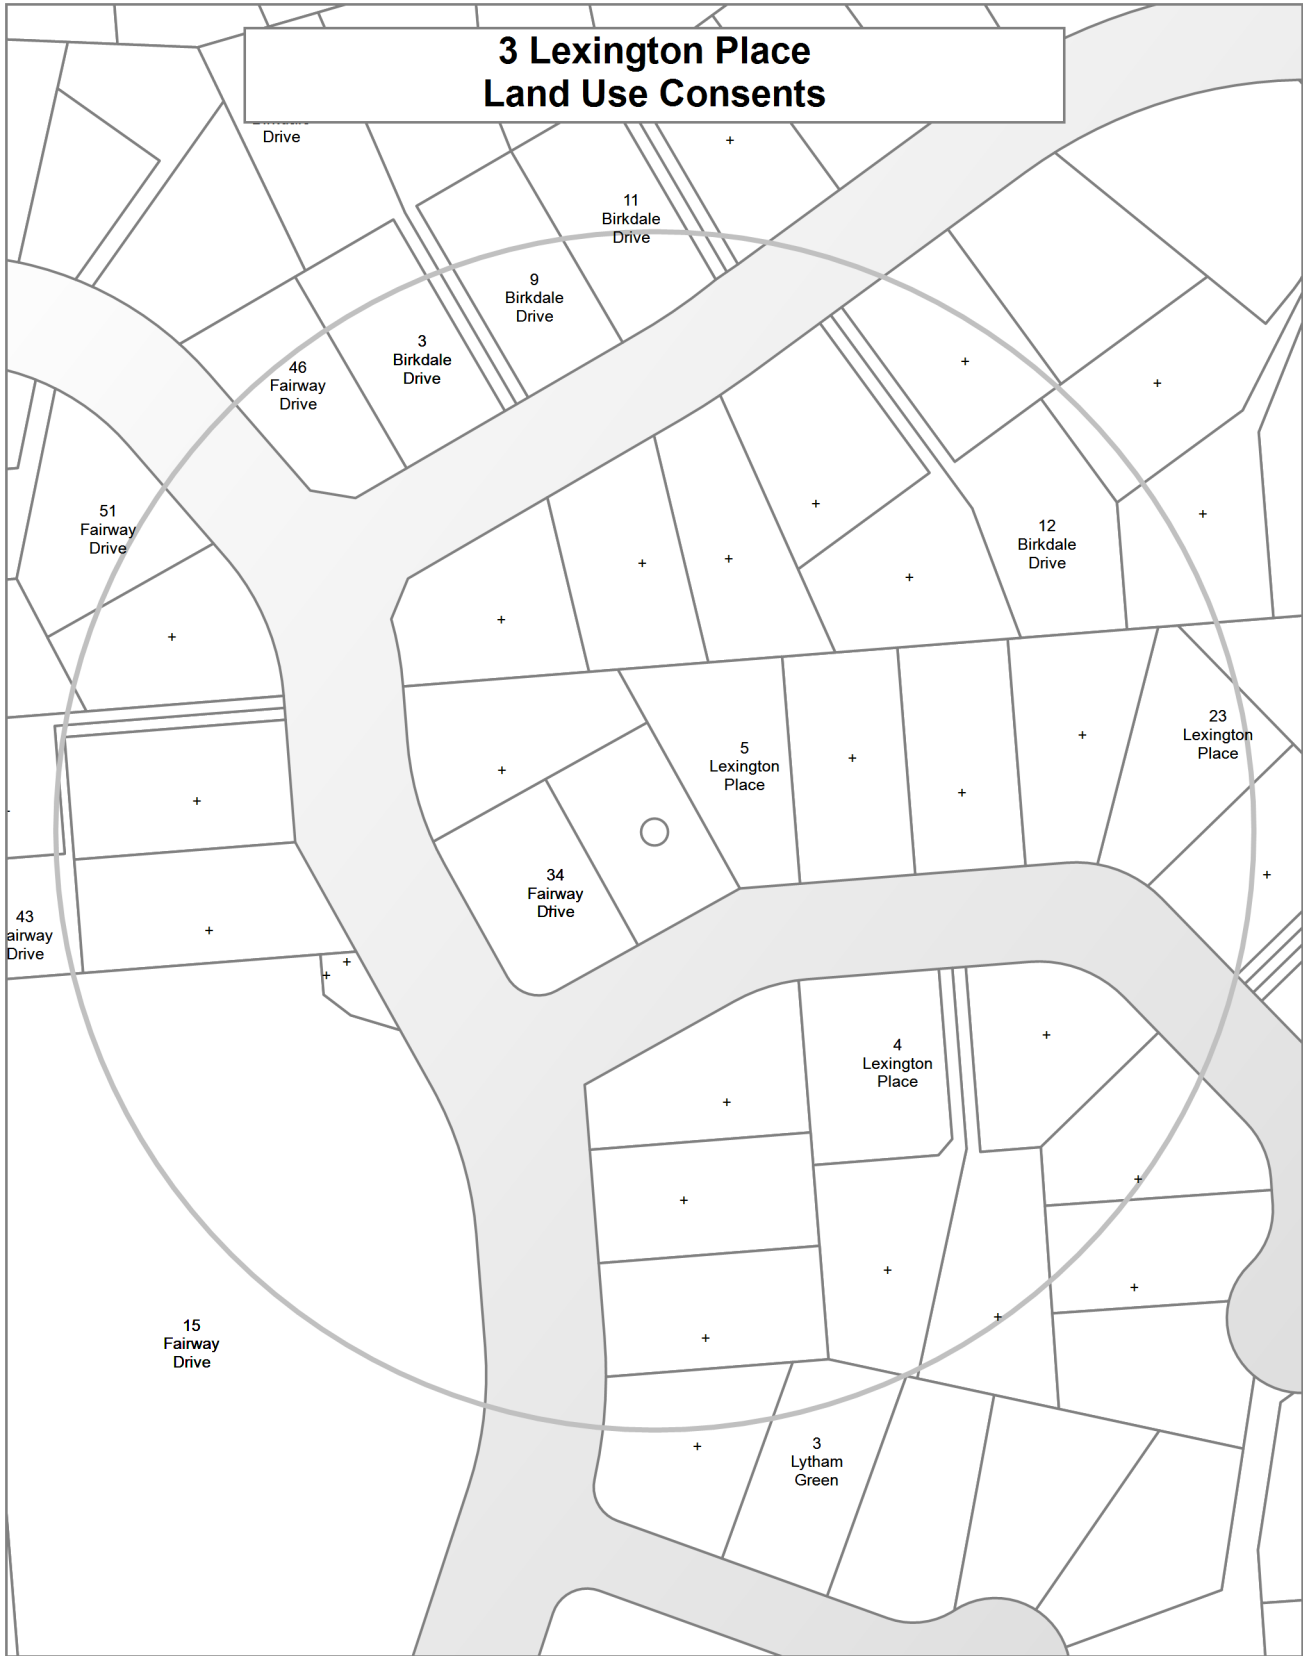 3 Lexington Place
Land Use Consents
Drive
11
Birkdale
Drive
9
Birkdale
Drive
3
Birkdale
Drive
46
Fairway
Drive
51
Fairway
Drive
12
Birkdale
Drive
23
Lexington
Place
5
Lexington
Place
34
Fairway
Drive
43
airway
Drive
4
Lexington
Place
15
Fairway
Drive
3
Lytham
Green